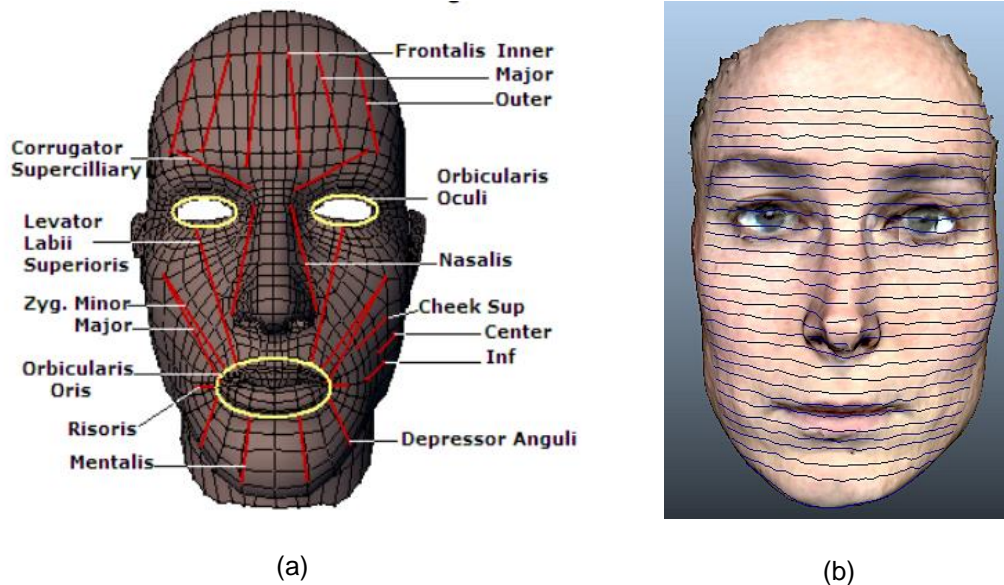 Frontalis Inner
Major
Outer
Corrugator
Supercilliary
Orbicularis
Oculi
Levator
Labii
Superioris
Nasalis
Zyg. Minor
Major
Cheek Sup
Center
Inf
Orbicularis
Oris
Risoris
Depressor Anguli
Mentalis
(a)
(b)